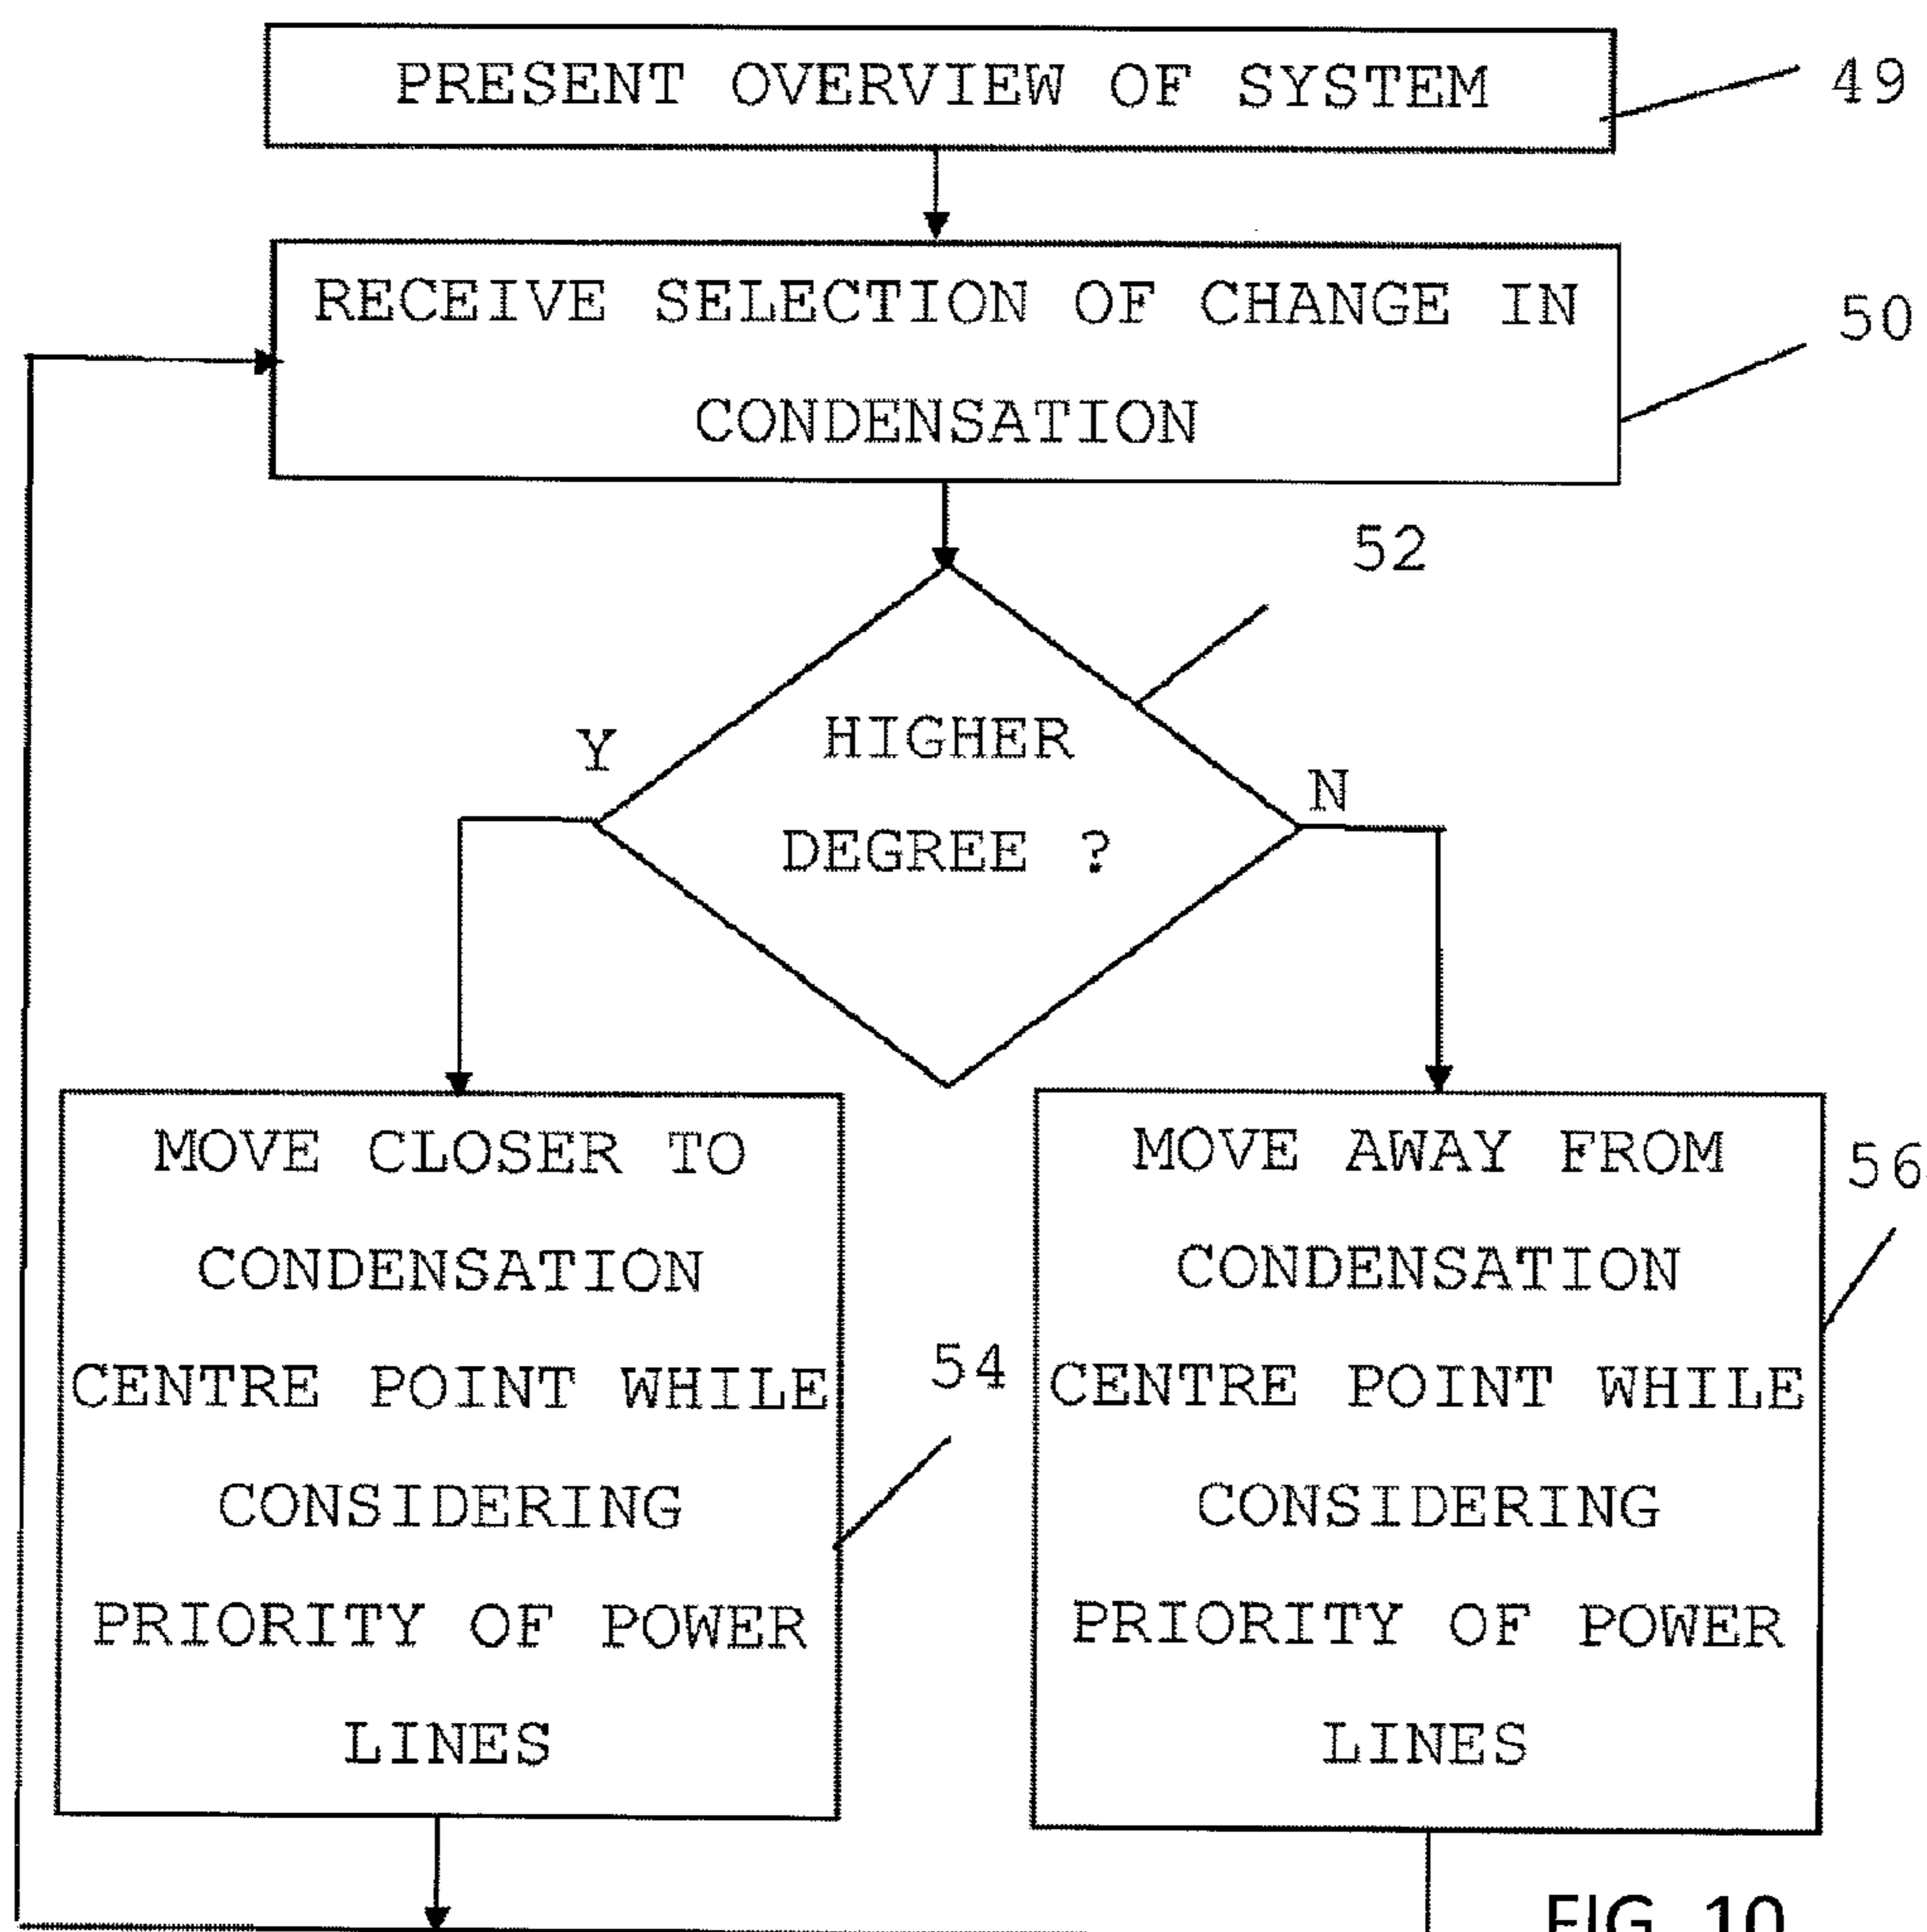 PRESENT OVERVIEW OF SYSTEM
49
RECEIVE SELECTION OF CHANGE IN
CONDENSATION
50
52
HIGHER
DEGREE ?
Y
N
MOVE CLOSER TO
CONDENSATION
CENTRE POINT WHILE
CONSIDERING
PRIORITY OF POWER
LINES
54
MOVE AWAY FROM
CONDENSATION
CENTRE POINT WHILE
CONSIDERING
PRIORITY OF POWER
LINES
56
FIG. 10